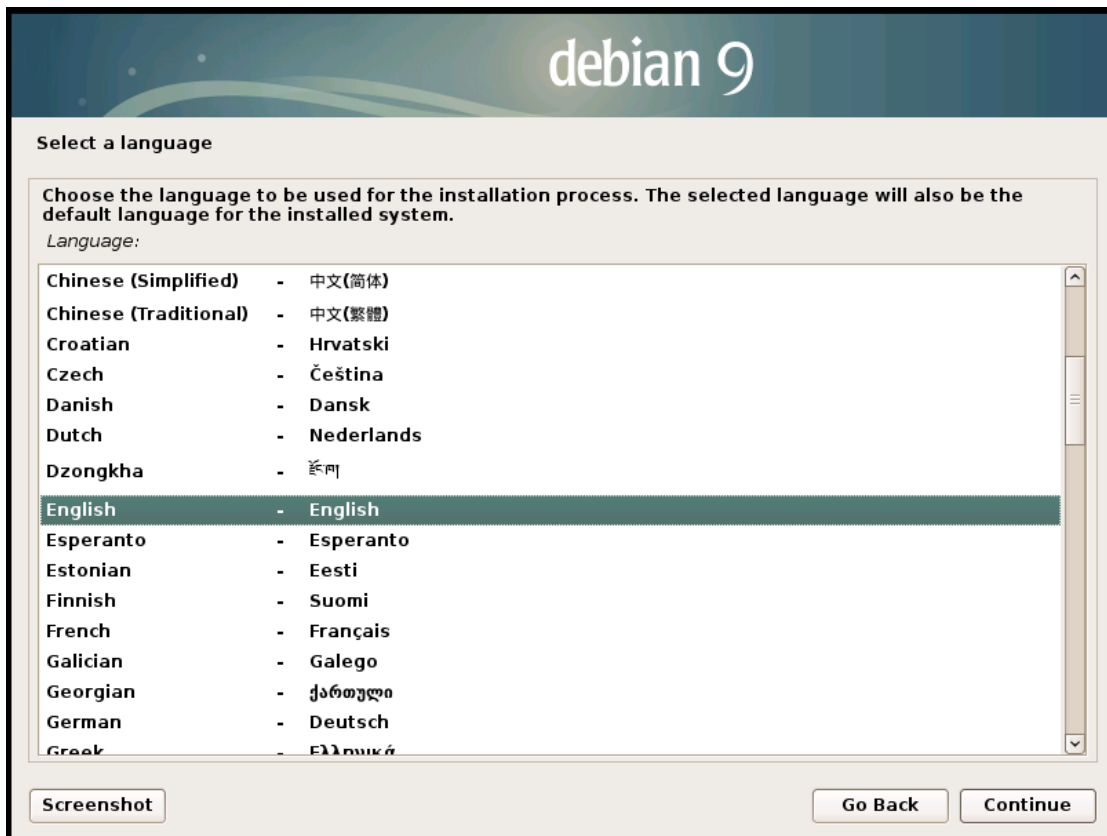 debian 9
Select a language
Choose the language to be used for the installation process. The selected language will also be the
default language for the installed system.
Language:
Chinese (Simplified) - 中文(简体)
Chinese (Traditional) - 中文(繁體)
Croatian - Hrvatski
Czech - Čeština
Danish - Dansk
Dutch - Nederlands
Dzongkha - རྫོང་ཁ།
English - English
Esperanto - Esperanto
Estonian - Eesti
Finnish - Suomi
French - Français
Galician - Galego
Georgian - ქართული
German - Deutsch
Greek - Ελληνικά
Screenshot Go Back Continue